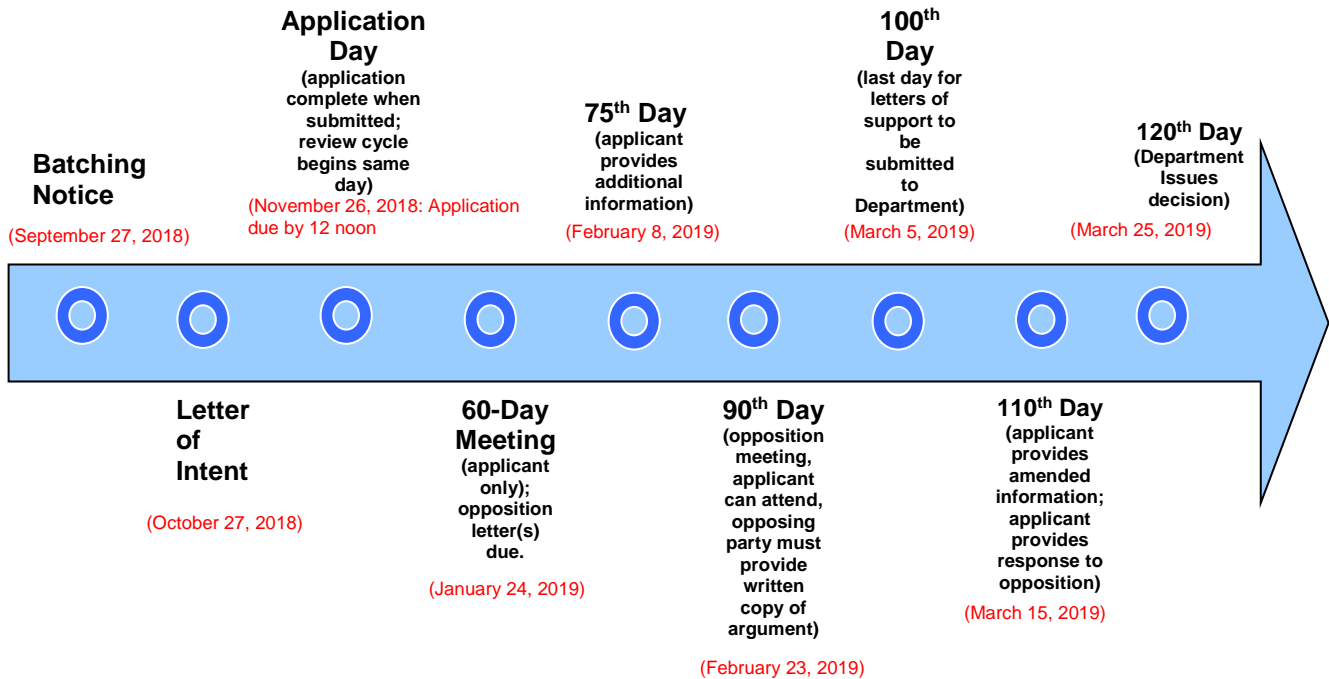 Batching
Notice
(September 27, 2018)
Letter
of
Intent
(October 27, 2018)
Application
Day
(application
complete when
submitted;
review cycle
begins same
day)
(November 26, 2018: Application
due by 12 noon
60-Day
Meeting
(applicant
only);
opposition
letter(s)
due.
(January 24, 2019)
75th Day
(applicant
provides
additional
information)
(February 8, 2019)
90th Day
(opposition
meeting,
applicant
can attend,
opposing
party must
provide
written
copy of
argument)
(February 23, 2019)
100th
Day
(last day for
letters of
support to
be
submitted
to
Department)
(March 5, 2019)
110th Day
(applicant
provides
amended
information;
applicant
provides
response to
opposition)
(March 15, 2019)
120th Day
(Department
Issues
decision)
(March 25, 2019)